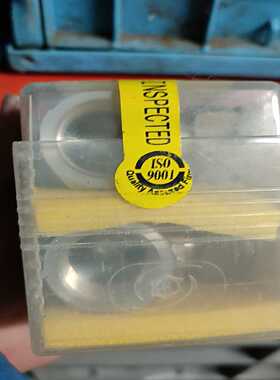 INSPECTED
ISO
9001
Quality Assured Firm